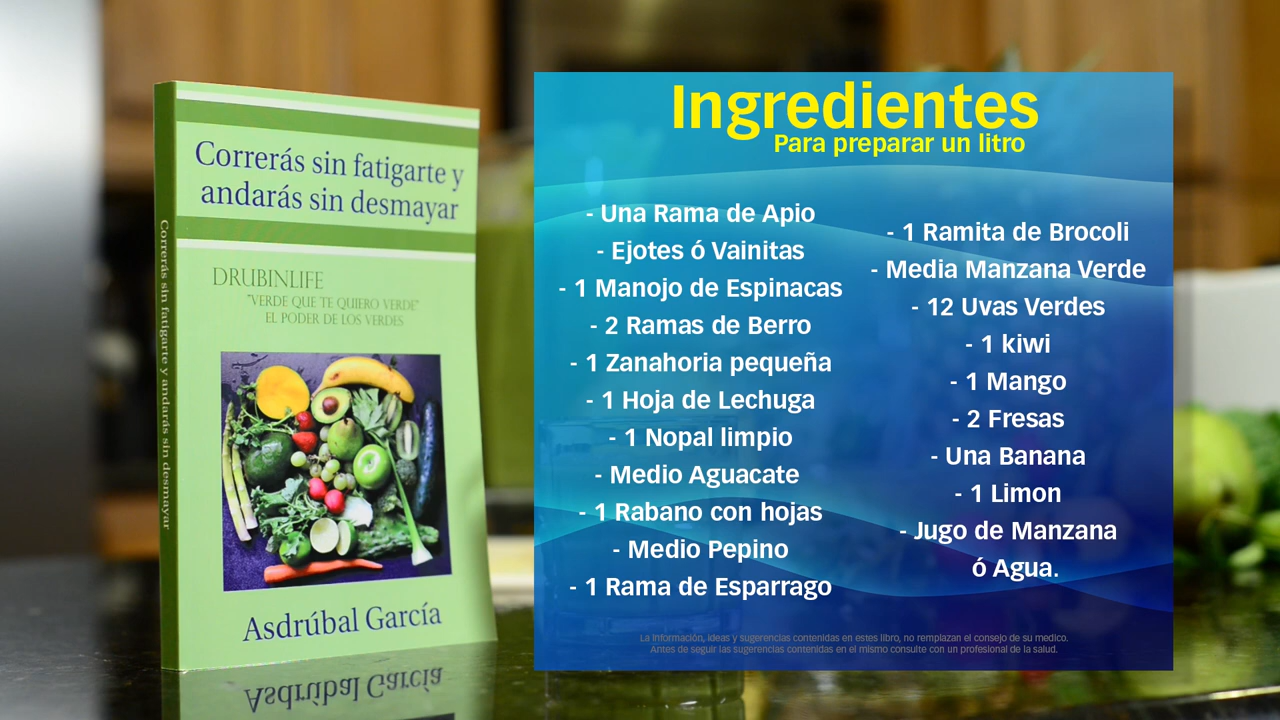 Correrás sin fatigarte y
andarás sin desmayar
DRUBINLIFE
"VERDE QUE TE QUIERO VERDE"
EL PODER DE LOS VERDES
Asdrúbal García
Correrás sin fatigarte y andarás sin desmayar
Asdrúbal García
Ingredientes
Para preparar un litro
- Una Rama de Apio
- Ejotes ó Vainitas
- 1 Manojo de Espinacas
- 2 Ramas de Berro
- 1 Zanahoria pequeña
- 1 Hoja de Lechuga
- 1 Nopal limpio
- Medio Aguacate
- 1 Rabano con hojas
- Medio Pepino
- 1 Rama de Esparrago
- 1 Ramita de Brocoli
- Media Manzana Verde
- 12 Uvas Verdes
- 1 kiwi
- 1 Mango
- 2 Fresas
- Una Banana
- 1 Limon
- Jugo de Manzana
ó Agua.
La información, ideas y sugerencias contenidas en estes libro, no remplazan el consejo de su medico.
Antes de seguir las sugerencias contenidas en el mismo consulte con un profesional de la salud.